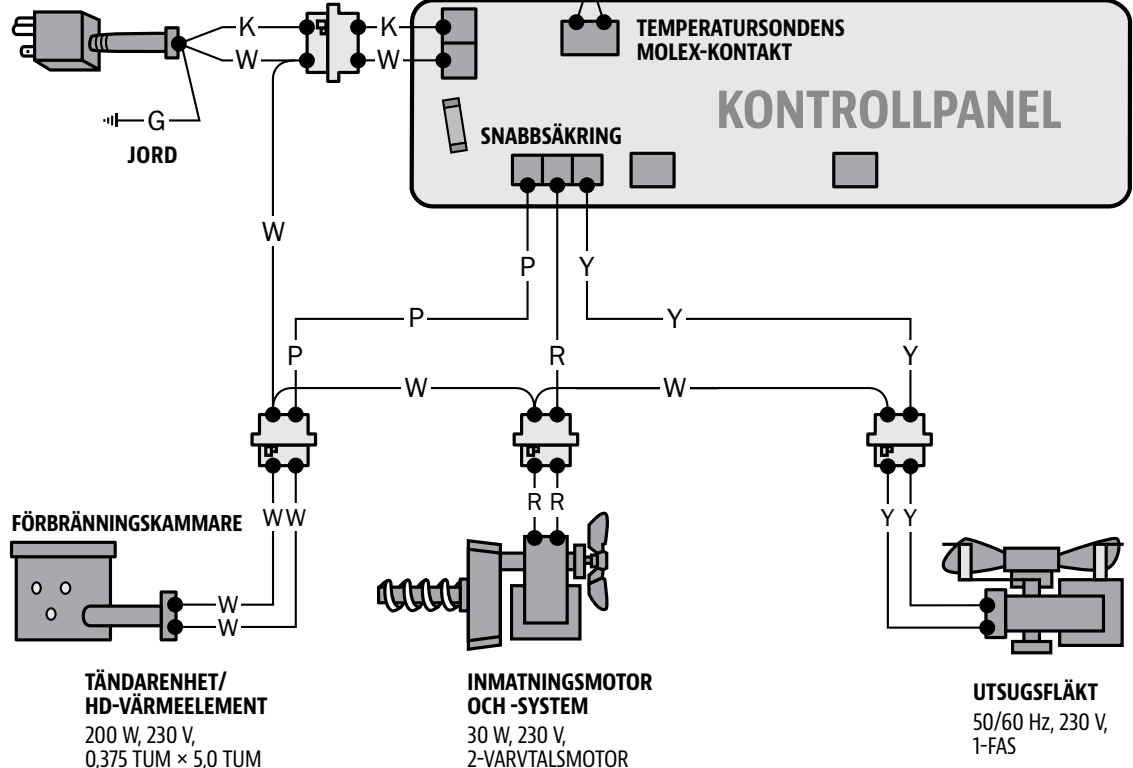 TEMPERATURSONDENS
MOLEX-KONTAKT
K
K
W
W
KONTROLLPANEL
G
JORD
SNABBSÄKRING
W
P
Y
P
Y
P
R
Y
W
W
R R
W W
Y Y
FÖRBRÄNNINGSKAMMARE
W
W
TÄNDARENHET/
HD-VÄRMEELEMENT
200 W, 230 V,
0,375 TUM × 5,0 TUM
INMATNINGSMOTOR
OCH -SYSTEM
30 W, 230 V,
2-VARVTALSMOTOR
UTSUGSFLÄKT
50/60 Hz, 230 V,
1-FAS